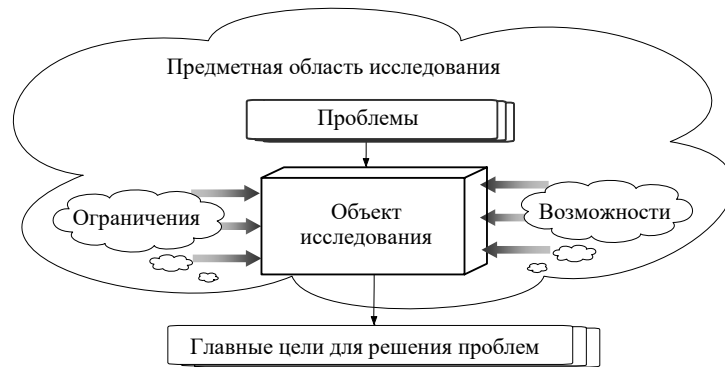 Предметная область исследования
Проблемы
Ограничения
Объект
исследования
Возможности
Главные цели для решения проблем